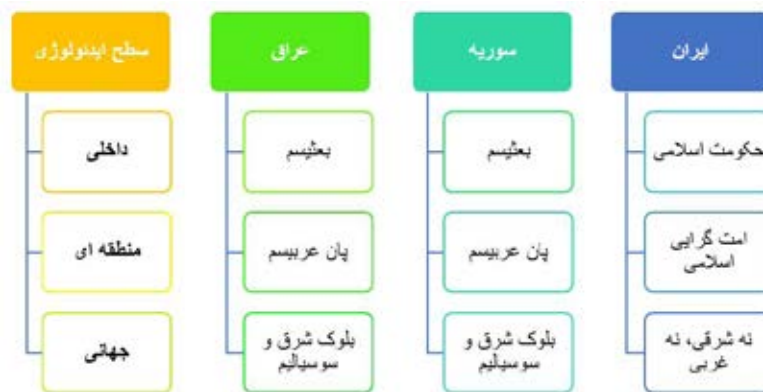 ایران
سوریه
عراق
سطح ایدئولوژی
حکومت اسلامی
بعثیسم
بعثیسم
داخلی
امت گرایی
اسلامی
پان عربیسم
پان عربیسم
منطقه ای
نه شرقی، نه
غربی
بلوک شرق و
سوسیالیم
بلوک شرق و
سوسیالیم
جهانی